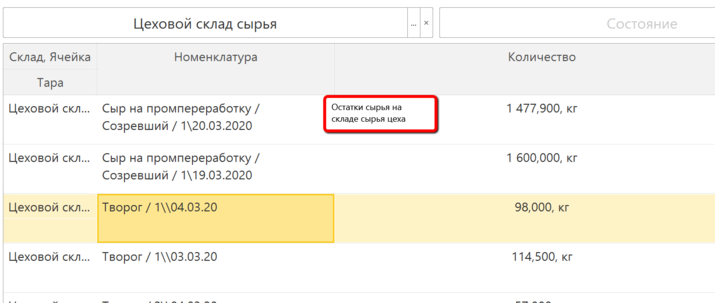 Цеховой склад сырья ... × Состояние
Склад, Ячейка Номенклатура Количество
Тара
Цеховой скл... Сыр на промпереработку / 1 477,900, кг
Созревший / 1\20.03.2020
Остатки сырья на
складе сырья цеха
Цеховой скл... Сыр на промпереработку / 1 600,000, кг
Созревший / 1\19.03.2020
Цеховой скл... Творог / 1\\04.03.20 98,000, кг
Цеховой скл... Творог / 1\\03.03.20 114,500, кг